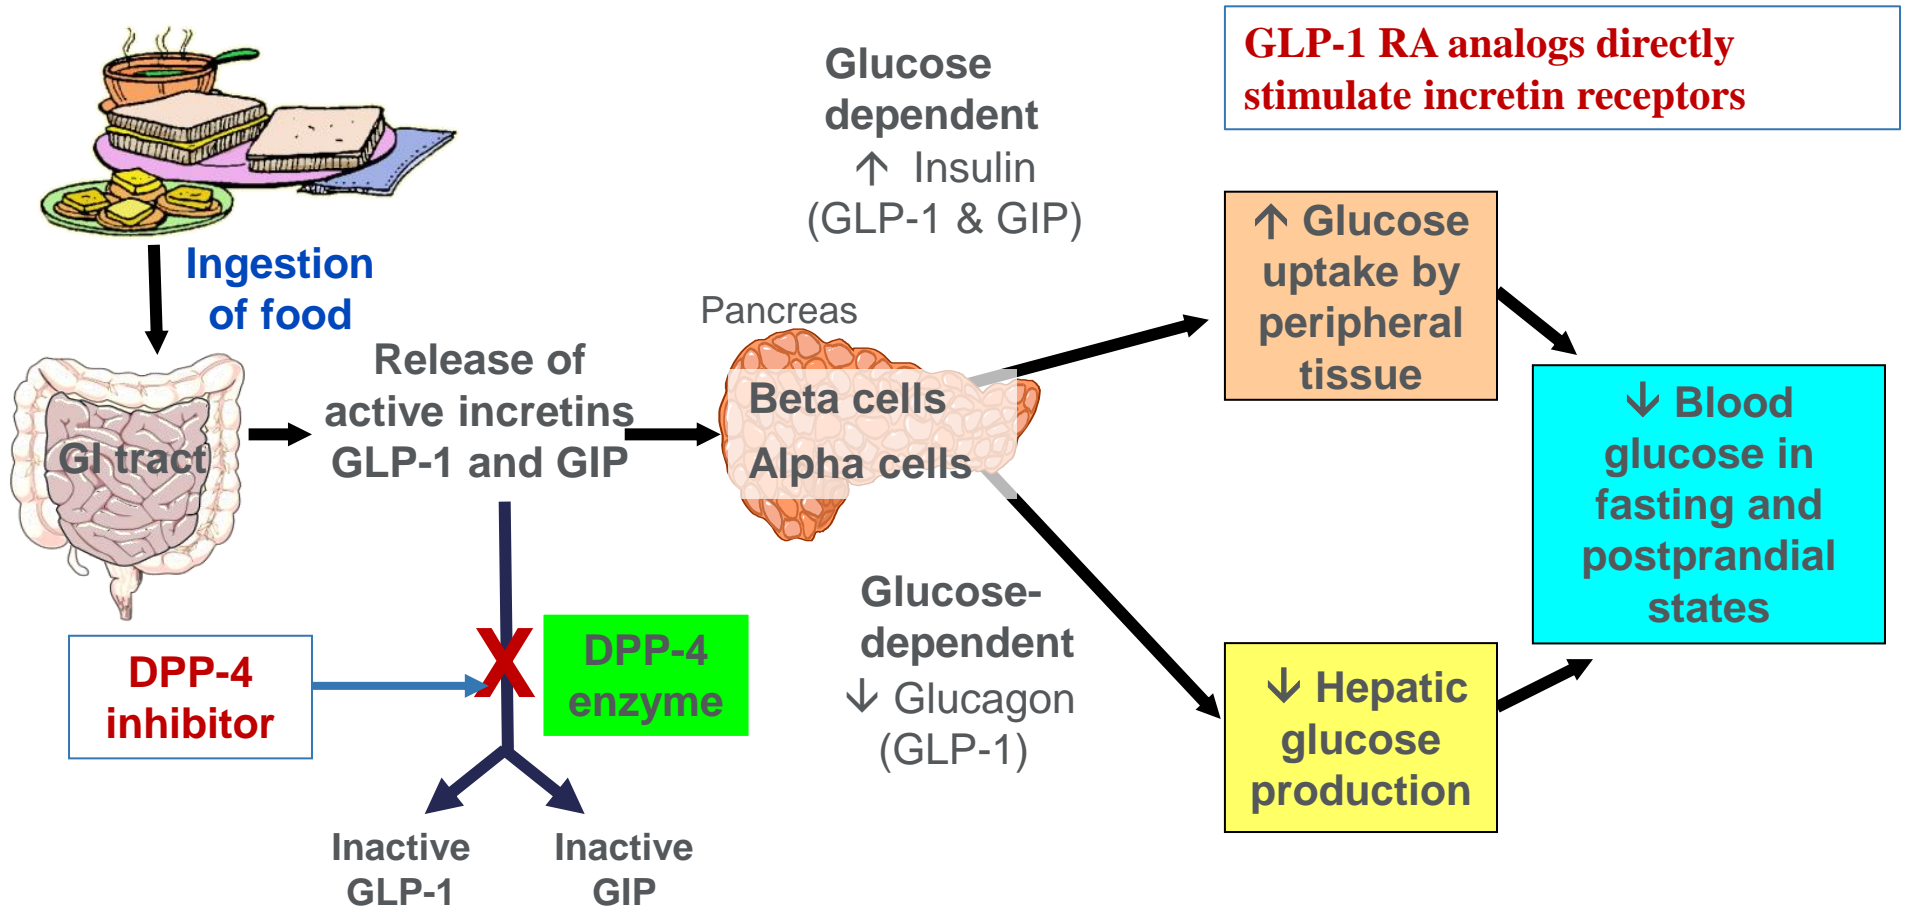 GLP-1 RA analogs directly
stimulate incretin receptors
Glucose
dependent
↑ Insulin
(GLP-1 & GIP)
Ingestion
of food
Pancreas
↑ Glucose
uptake by
peripheral
tissue
Release of
active incretins
GLP-1 and GIP
GI tract
Beta cells
Alpha cells
↓ Blood
glucose in
fasting and
postprandial
states
DPP-4
inhibitor
X
DPP-4
enzyme
Glucose-
dependent
↓ Glucagon
(GLP-1)
↓ Hepatic
glucose
production
Inactive
GLP-1
Inactive
GIP